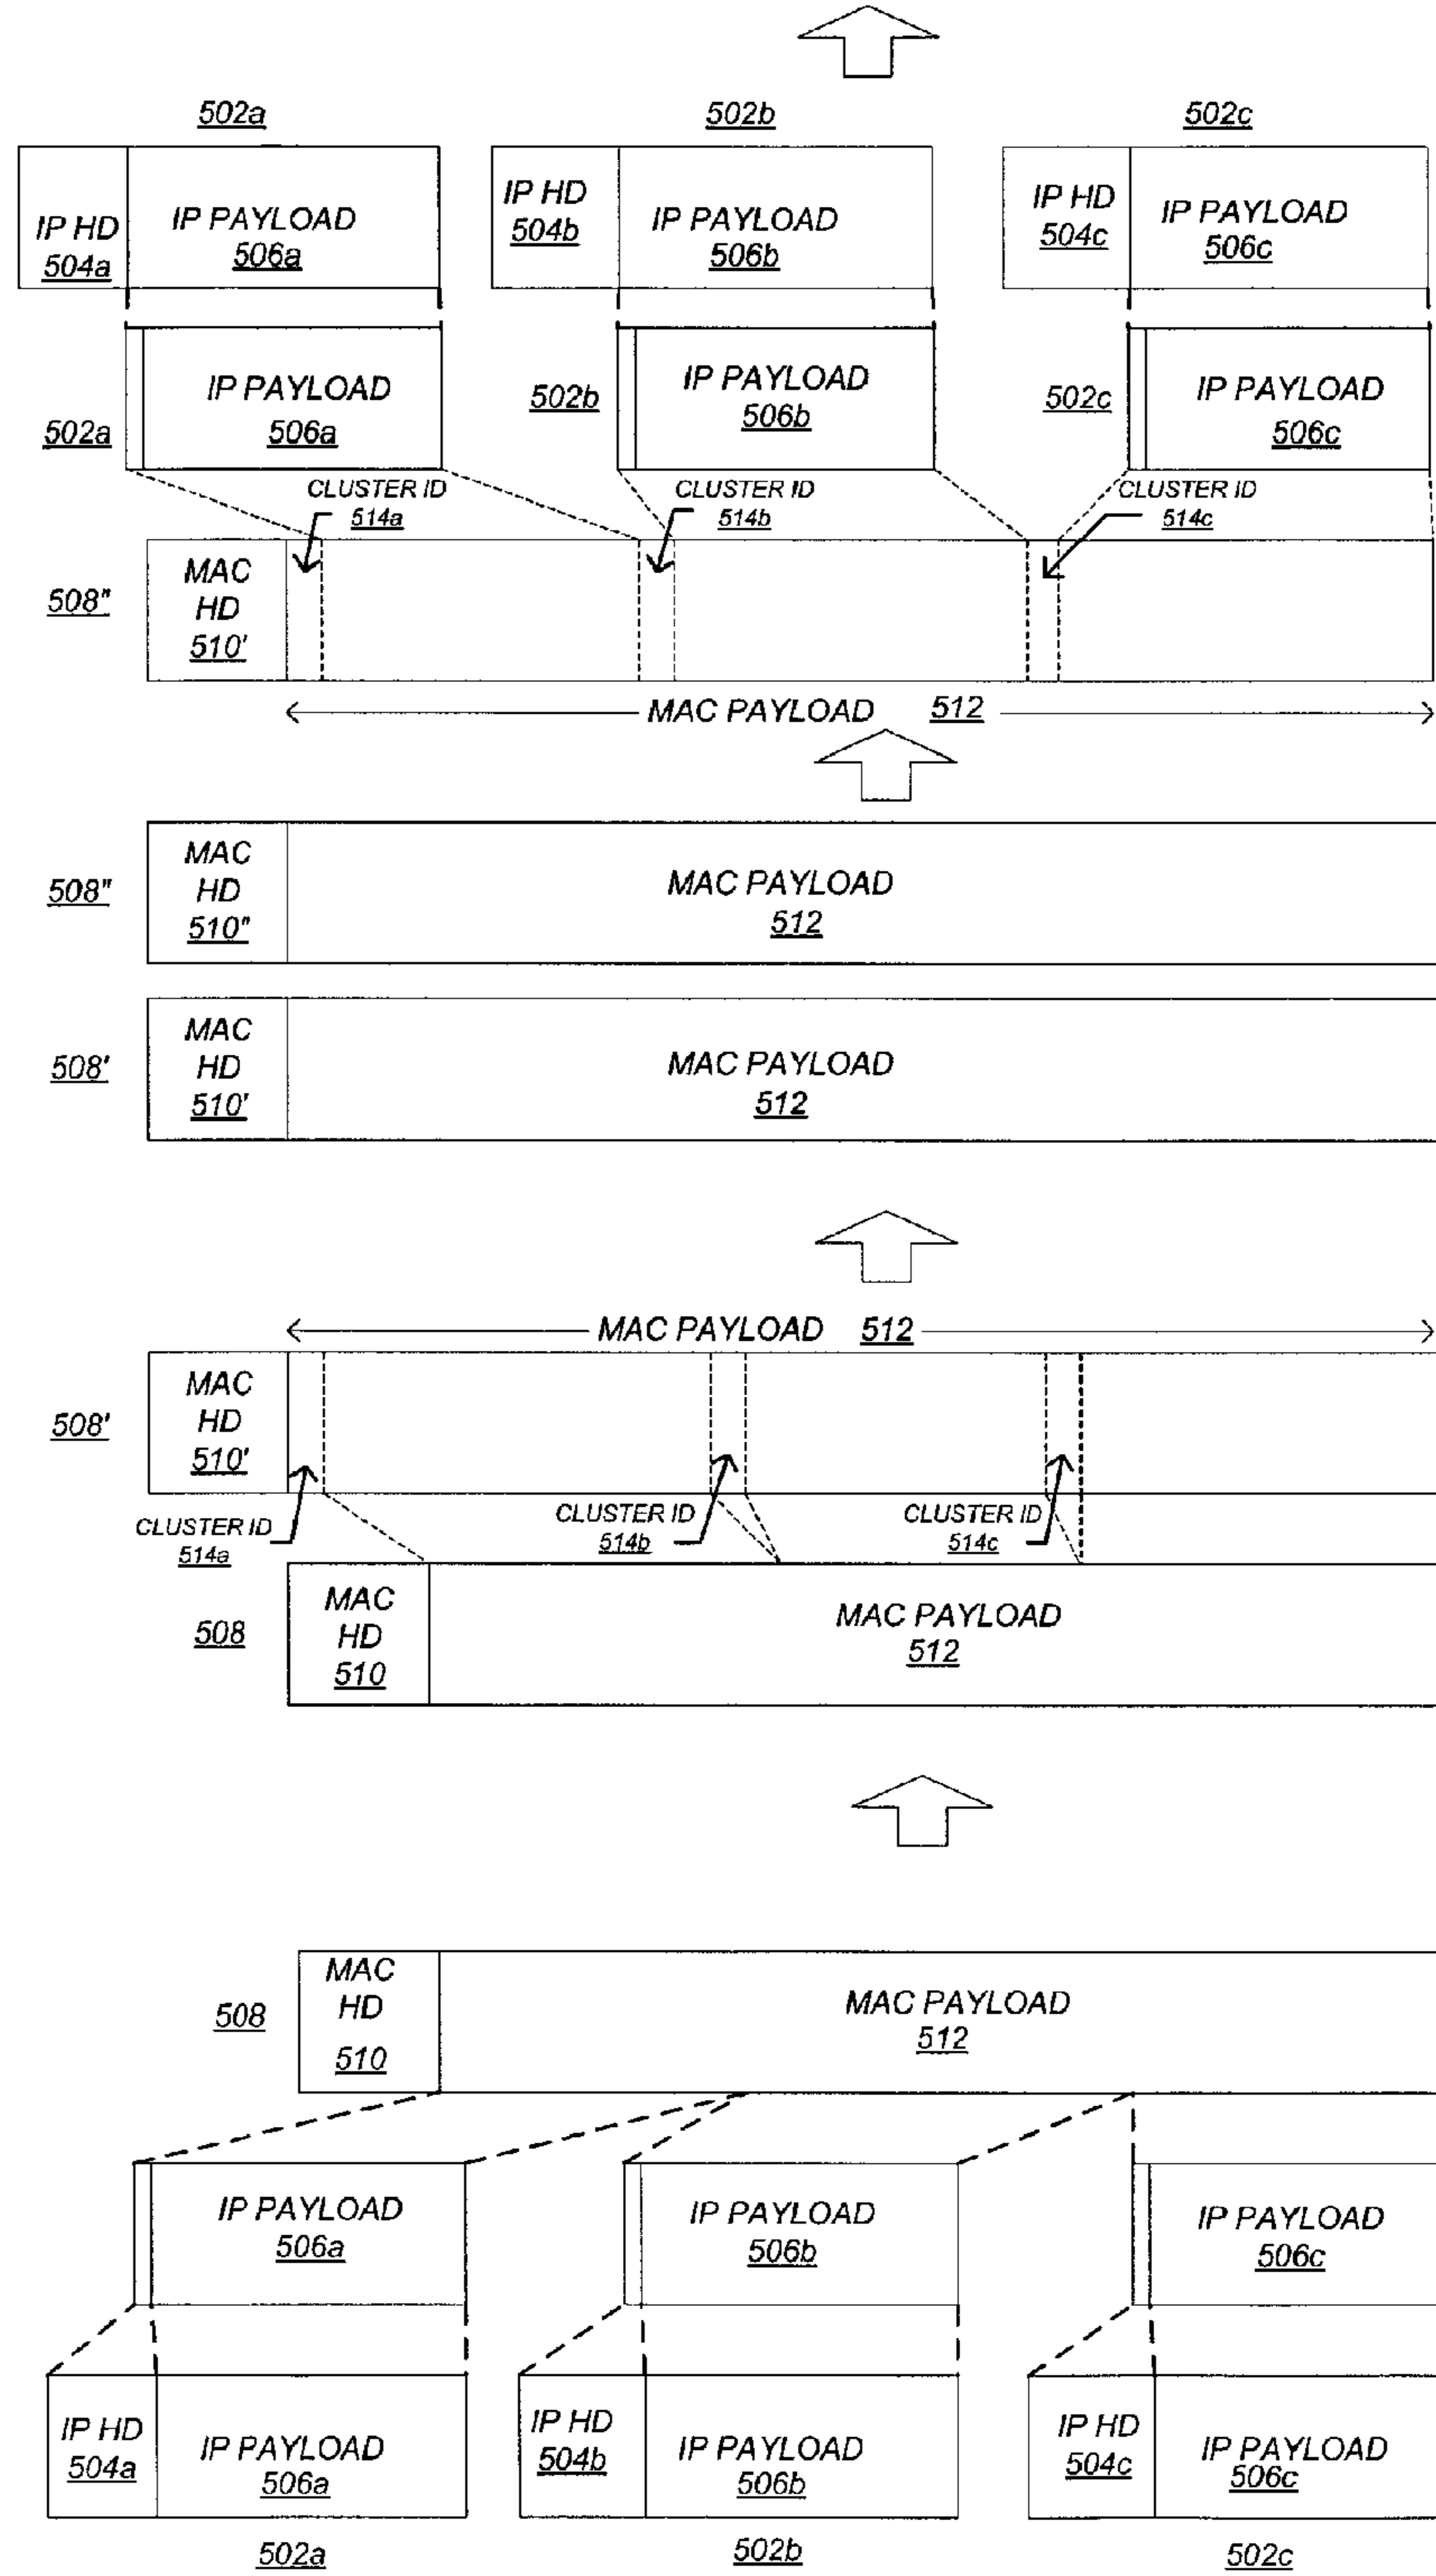 502a
502b
502c
IP HD
504a
IP PAYLOAD
506a
IP HD
504b
IP PAYLOAD
506b
IP HD
504c
IP PAYLOAD
506c
502a
IP PAYLOAD
506a
502b
IP PAYLOAD
506b
502c
IP PAYLOAD
506c
CLUSTER ID
514a
CLUSTER ID
514b
CLUSTER ID
514c
508"
MAC
HD
510'
MAC PAYLOAD 512
508"
MAC
HD
510"
MAC PAYLOAD
512
508'
MAC
HD
510'
MAC PAYLOAD
512
MAC PAYLOAD 512
508'
MAC
HD
510'
CLUSTER ID
514a
CLUSTER ID
514b
CLUSTER ID
514c
508
MAC
HD
510
MAC PAYLOAD
512
508
MAC
HD
510
MAC PAYLOAD
512
IP PAYLOAD
506a
IP PAYLOAD
506b
IP PAYLOAD
506c
IP HD
504a
IP PAYLOAD
506a
IP HD
504b
IP PAYLOAD
506b
IP HD
504c
IP PAYLOAD
506c
502a
502b
502c